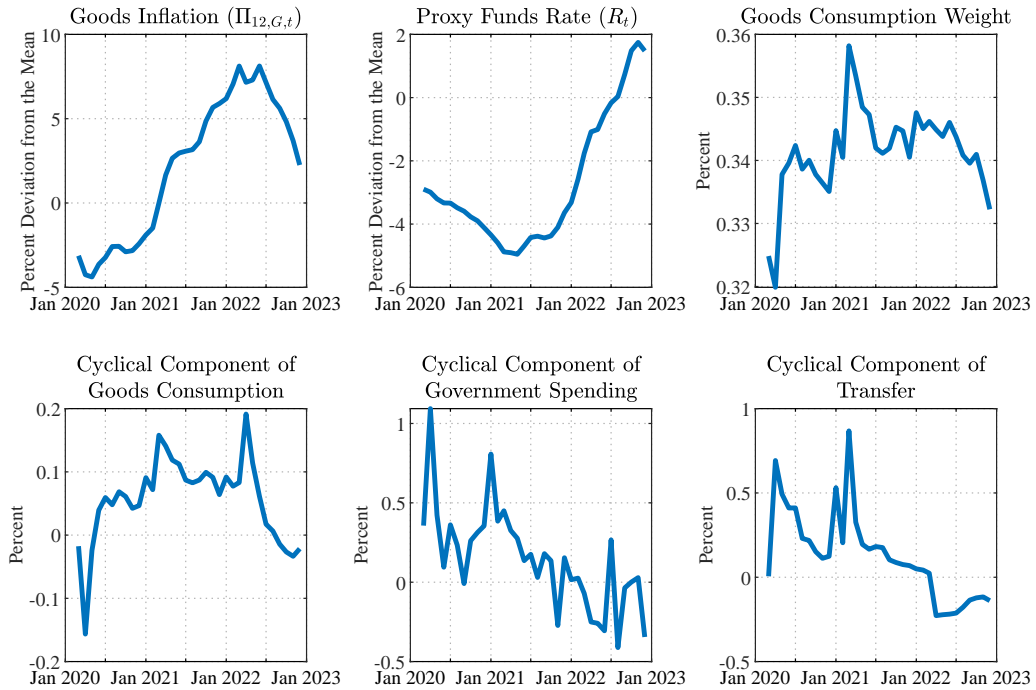 Goods Inflation (Π12,G,t)
Percent Deviation from the Mean
10
5
0
-5
Jan 2020 Jan 2021 Jan 2022 Jan 2023
Proxy Funds Rate (Rt)
Percent Deviation from the Mean
2
0
-2
-4
-6
Jan 2020 Jan 2021 Jan 2022 Jan 2023
Goods Consumption Weight
Percent
0.36
0.35
0.34
0.33
0.32
Jan 2020 Jan 2021 Jan 2022 Jan 2023
Cyclical Component of
Goods Consumption
Percent
0.2
0.1
0
-0.1
-0.2
Jan 2020 Jan 2021 Jan 2022 Jan 2023
Cyclical Component of
Government Spending
Percent
1
0.5
0
-0.5
Jan 2020 Jan 2021 Jan 2022 Jan 2023
Cyclical Component of
Transfer
Percent
1
0.5
0
-0.5
Jan 2020 Jan 2021 Jan 2022 Jan 2023